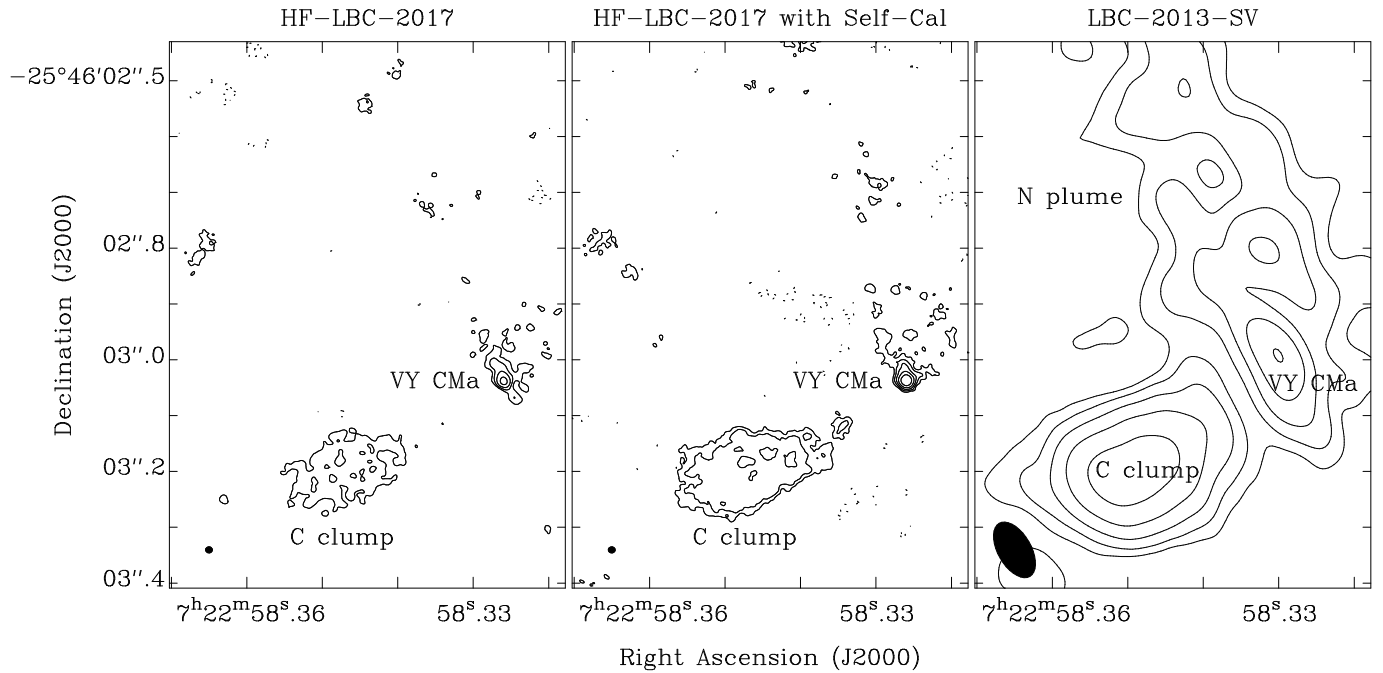 HF-LBC-2017
HF-LBC-2017 with Self-Cal
LBC-2013-SV
-25°46'02".5
02".8
03".0
03".2
03".4
Declination (J2000)
VY CMa
C clump
VY CMa
C clump
N plume
VY CMa
C clump
7ʰ22ᵐ58ˢ.36
58ˢ.33
7ʰ22ᵐ58ˢ.36
58ˢ.33
7ʰ22ᵐ58ˢ.36
58ˢ.33
Right Ascension (J2000)